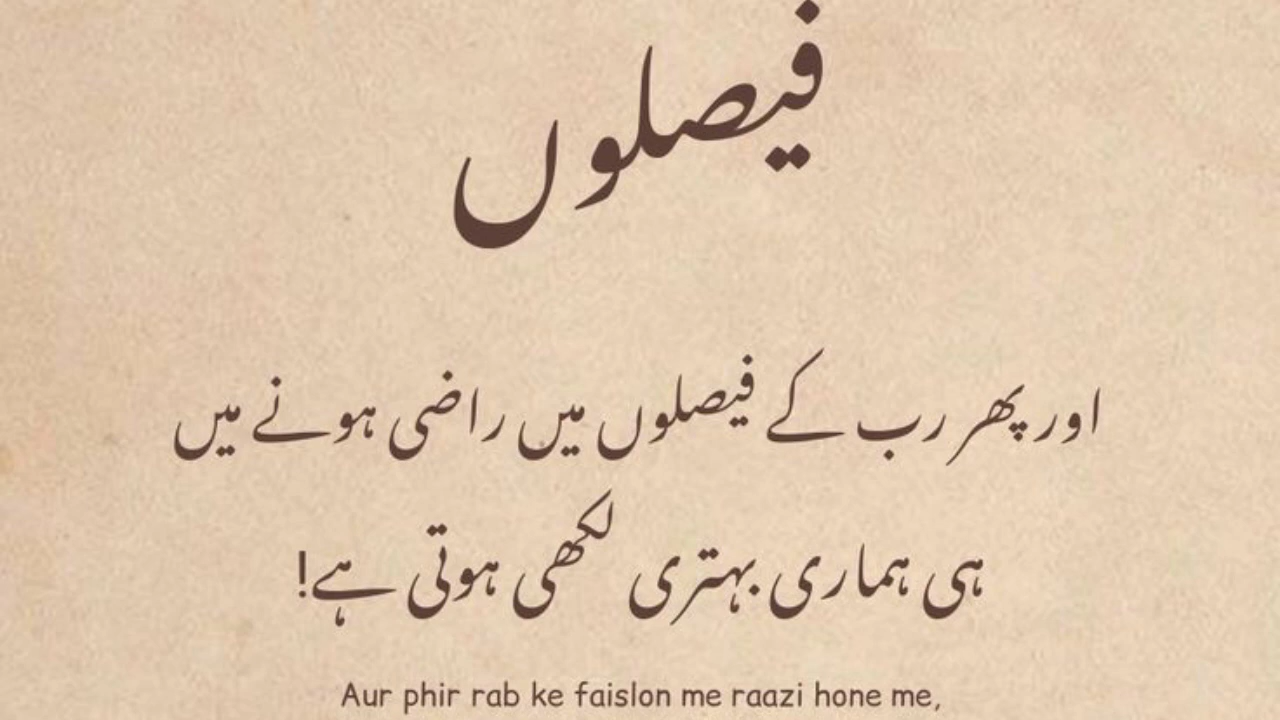 فیصلوں
اور پھر رب کے فیصلوں میں راضی ہونے میں
ہی ہماری بہتری لکھی ہوتی ہے!
Aur phir rab ke faislon me raazi hone me,